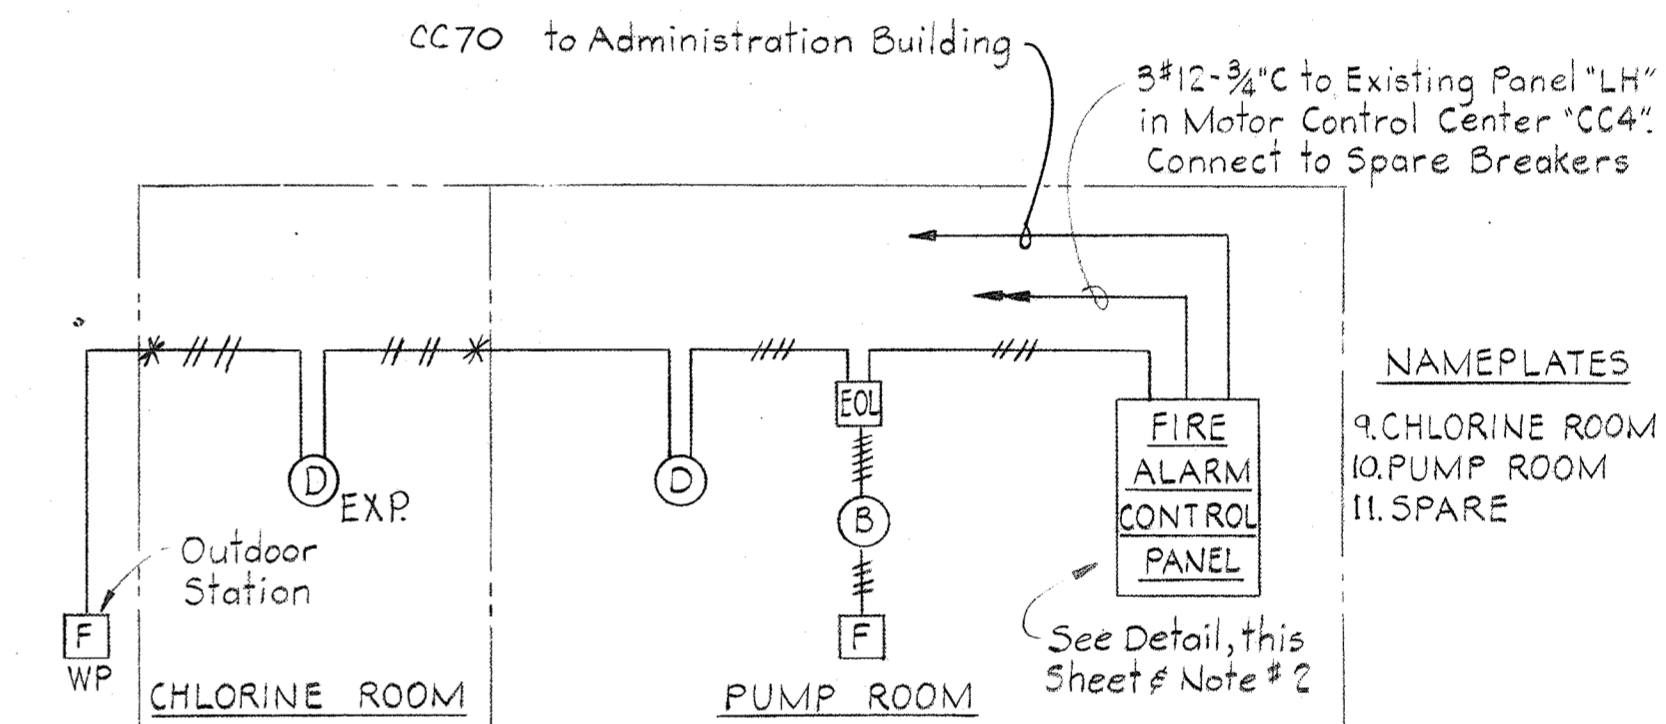 CC70 to Administration Building
3#12-3/4"C to Existing Panel "LH"
in Motor Control Center "CC4".
Connect to Spare Breakers
NAMEPLATES
9. CHLORINE ROOM
10. PUMP ROOM
11. SPARE
EOL
FIRE
ALARM
CONTROL
PANEL
D
EXP.
D
B
Outdoor
Station
F
WP
F
See Detail, this
Sheet & Note #2
CHLORINE ROOM
PUMP ROOM